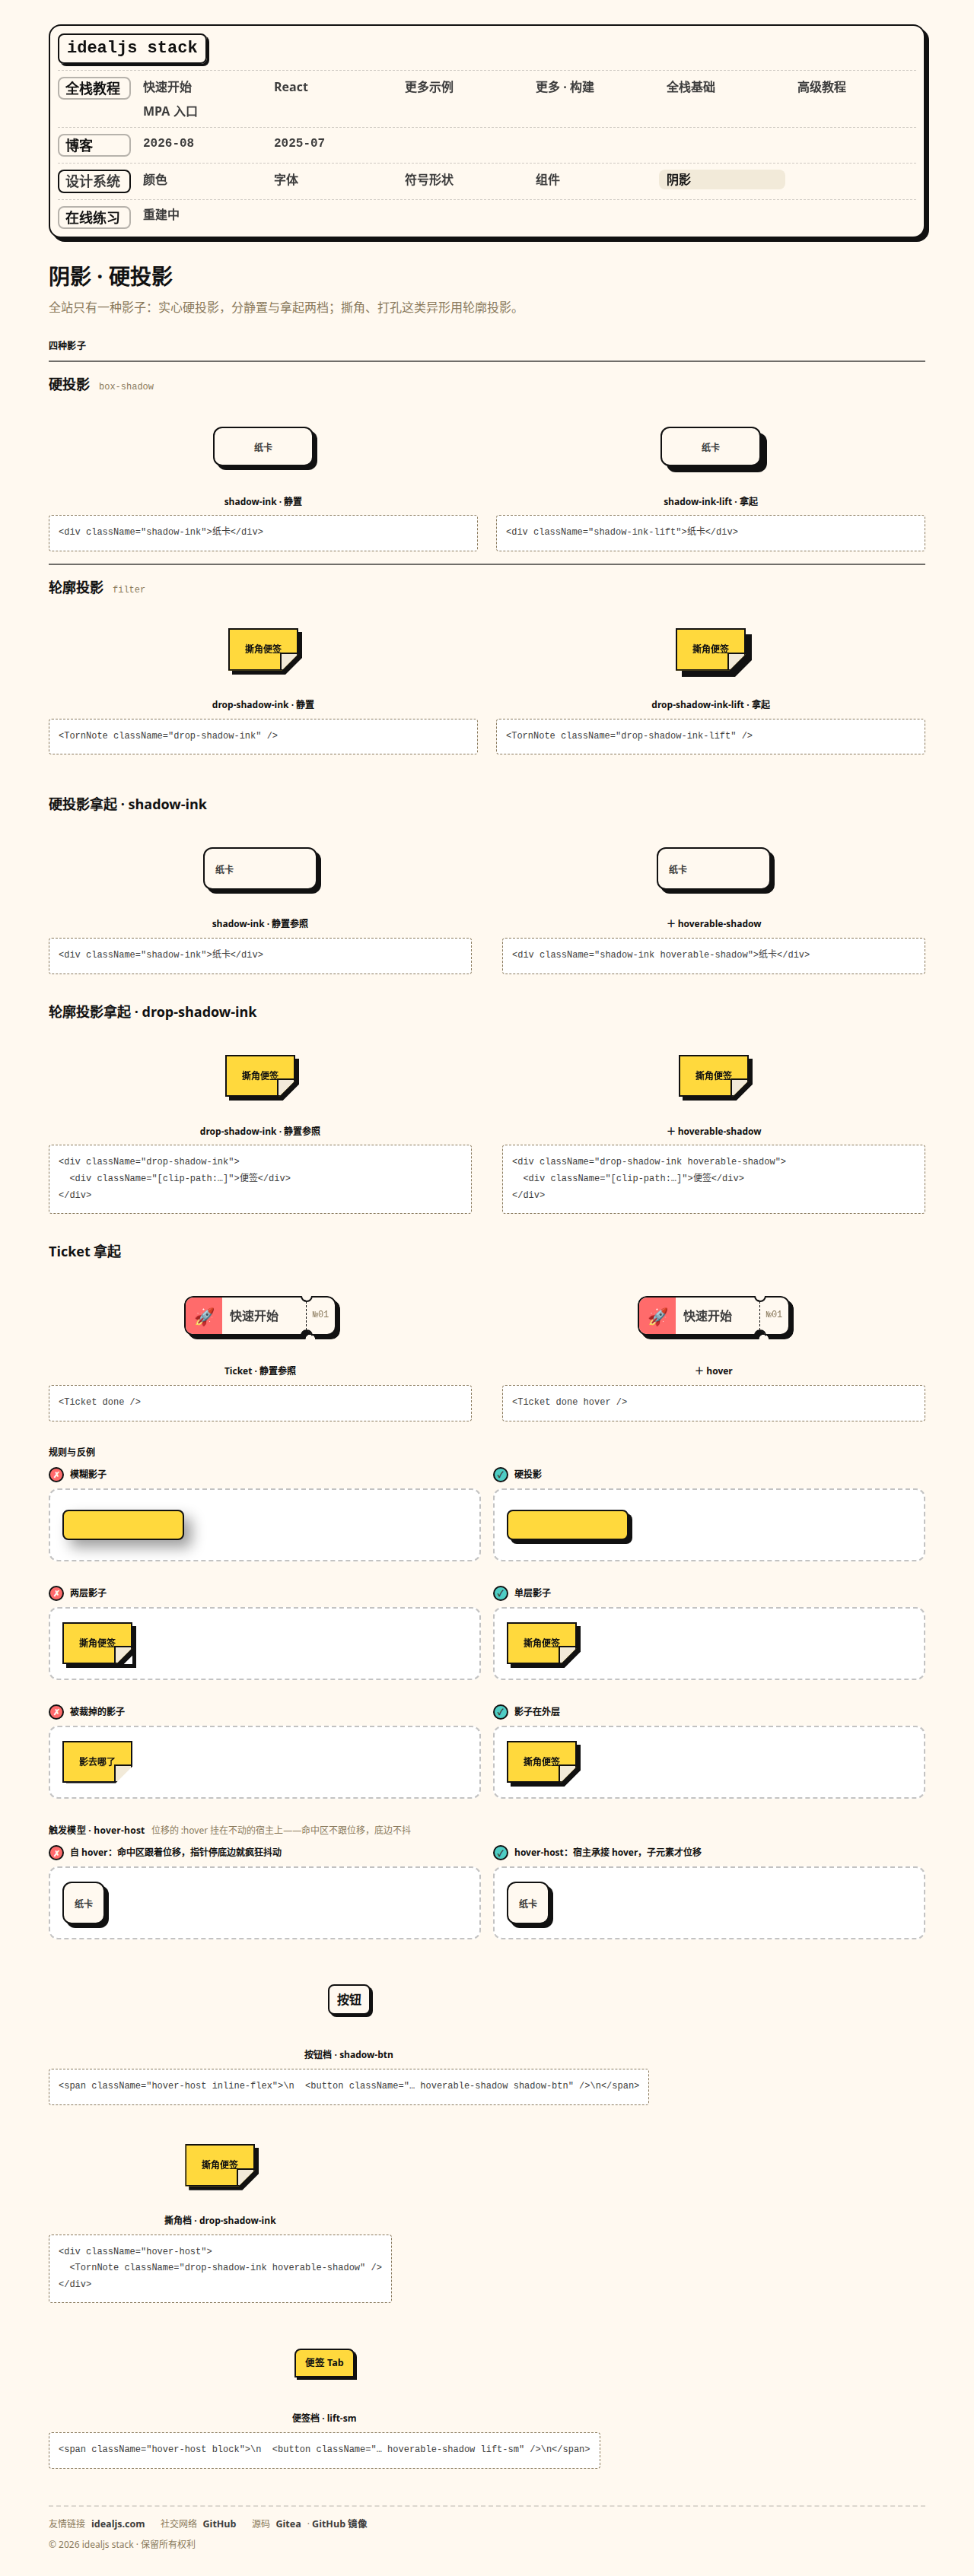 idealjs stack
全栈教程 快速开始 React 更多示例 更多 · 构建 全栈基础 高级教程
MPA 入口
博客 2026-08 2025-07
设计系统 颜色 字体 符号形状 组件 阴影
在线练习 重建中
阴影 · 硬投影
全站只有一种影子：实心硬投影，分静置与拿起两档；撕角、打孔这类异形用轮廓投影。
四种影子
硬投影 box-shadow
纸卡 纸卡
shadow-ink · 静置 shadow-ink-lift · 拿起
<div className="shadow-ink">纸卡</div> <div className="shadow-ink-lift">纸卡</div>
轮廓投影 filter
撕角便签 撕角便签
drop-shadow-ink · 静置 drop-shadow-ink-lift · 拿起
<TornNote className="drop-shadow-ink" /> <TornNote className="drop-shadow-ink-lift" />
硬投影拿起 · shadow-ink
纸卡 纸卡
shadow-ink · 静置参照 ＋ hoverable-shadow
<div className="shadow-ink">纸卡</div> <div className="shadow-ink hoverable-shadow">纸卡</div>
轮廓投影拿起 · drop-shadow-ink
撕角便签 撕角便签
drop-shadow-ink · 静置参照 ＋ hoverable-shadow
<div className="drop-shadow-ink">
  <div className="[clip-path:…]">便签</div>
</div>
<div className="drop-shadow-ink hoverable-shadow">
  <div className="[clip-path:…]">便签</div>
</div>
Ticket 拿起
🚀 快速开始 №01 🚀 快速开始 №01
Ticket · 静置参照 ＋ hover
<Ticket done /> <Ticket done hover />
规则与反例
✗ 模糊影子 ✓ 硬投影
✗ 两层影子 ✓ 单层影子
撕角便签 撕角便签
✗ 被裁掉的影子 ✓ 影子在外层
影去哪了 撕角便签
触发模型 · hover-host 位移的 :hover 挂在不动的宿主上——命中区不跟位移，底边不抖
✗ 自 hover：命中区跟着位移，指针停底边就疯狂抖动 ✓ hover-host：宿主承接 hover，子元素才位移
纸卡 纸卡
按钮
按钮档 · shadow-btn
<span className="hover-host inline-flex">\n  <button className="… hoverable-shadow shadow-btn" />\n</span>
撕角便签
撕角档 · drop-shadow-ink
<div className="hover-host">
  <TornNote className="drop-shadow-ink hoverable-shadow" />
</div>
便签 Tab
便签档 · lift-sm
<span className="hover-host block">\n  <button className="… hoverable-shadow lift-sm" />\n</span>
友情链接 idealjs.com 社交网络 GitHub 源码 Gitea · GitHub 镜像
© 2026 idealjs stack · 保留所有权利